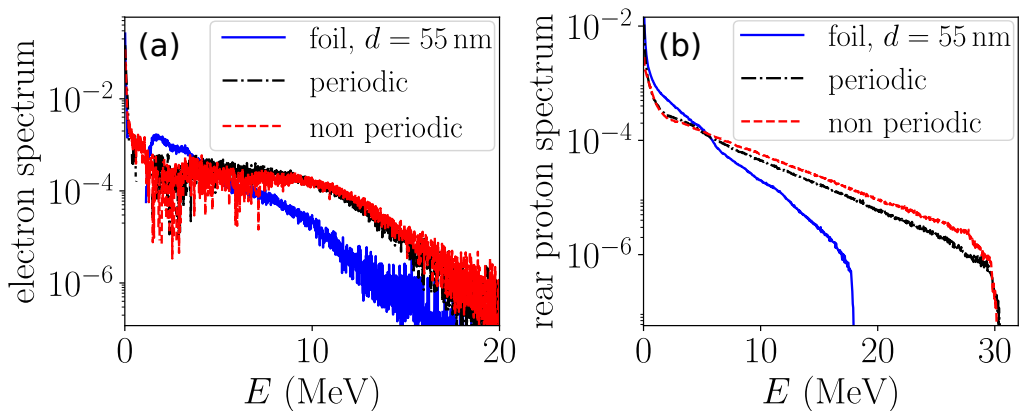 (a)
foil, d = 55 nm
periodic
non periodic
electron spectrum
10⁻²
10⁻⁴
10⁻⁶
0
10
20
E (MeV)
(b)
foil, d = 55 nm
periodic
non periodic
rear proton spectrum
10⁻²
10⁻⁴
10⁻⁶
0
10
20
30
E (MeV)